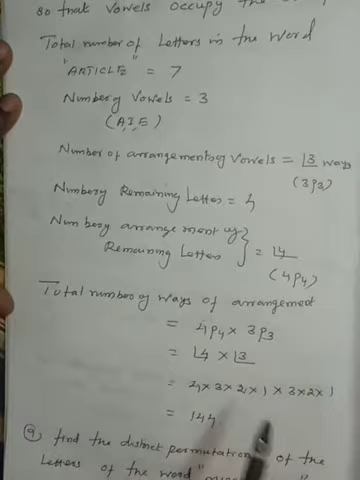 so that vowels occupy the
Total number of Letters in the word
"ARTICLE" = 7
Number of vowels = 3
(A, I, E)
Number of arrangements of vowels = ⌊3 ways
(3P3)
Number of Remaining Letters = 4
Number arrangement of
Remaining Letters } = ⌊4
(4P4)
Total number of ways of arrangement
= 4P4 × 3P3
= ⌊4 × ⌊3
= 4×3×2×1 × 3×2×1
= 144.
Q, find the distinct permutations of the
Letters of the word "